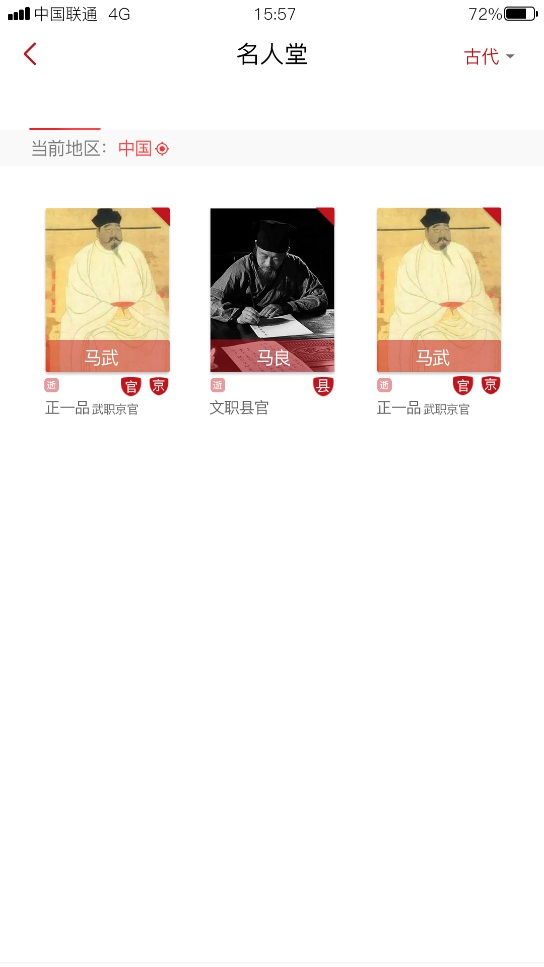 中国联通 4G 15:57 72%
名人堂
古代
当前地区：中国
马武 马良 马武
逝 官 京 逝 县 逝 官 京
正一品 武职京官 文职县官 正一品 武职京官